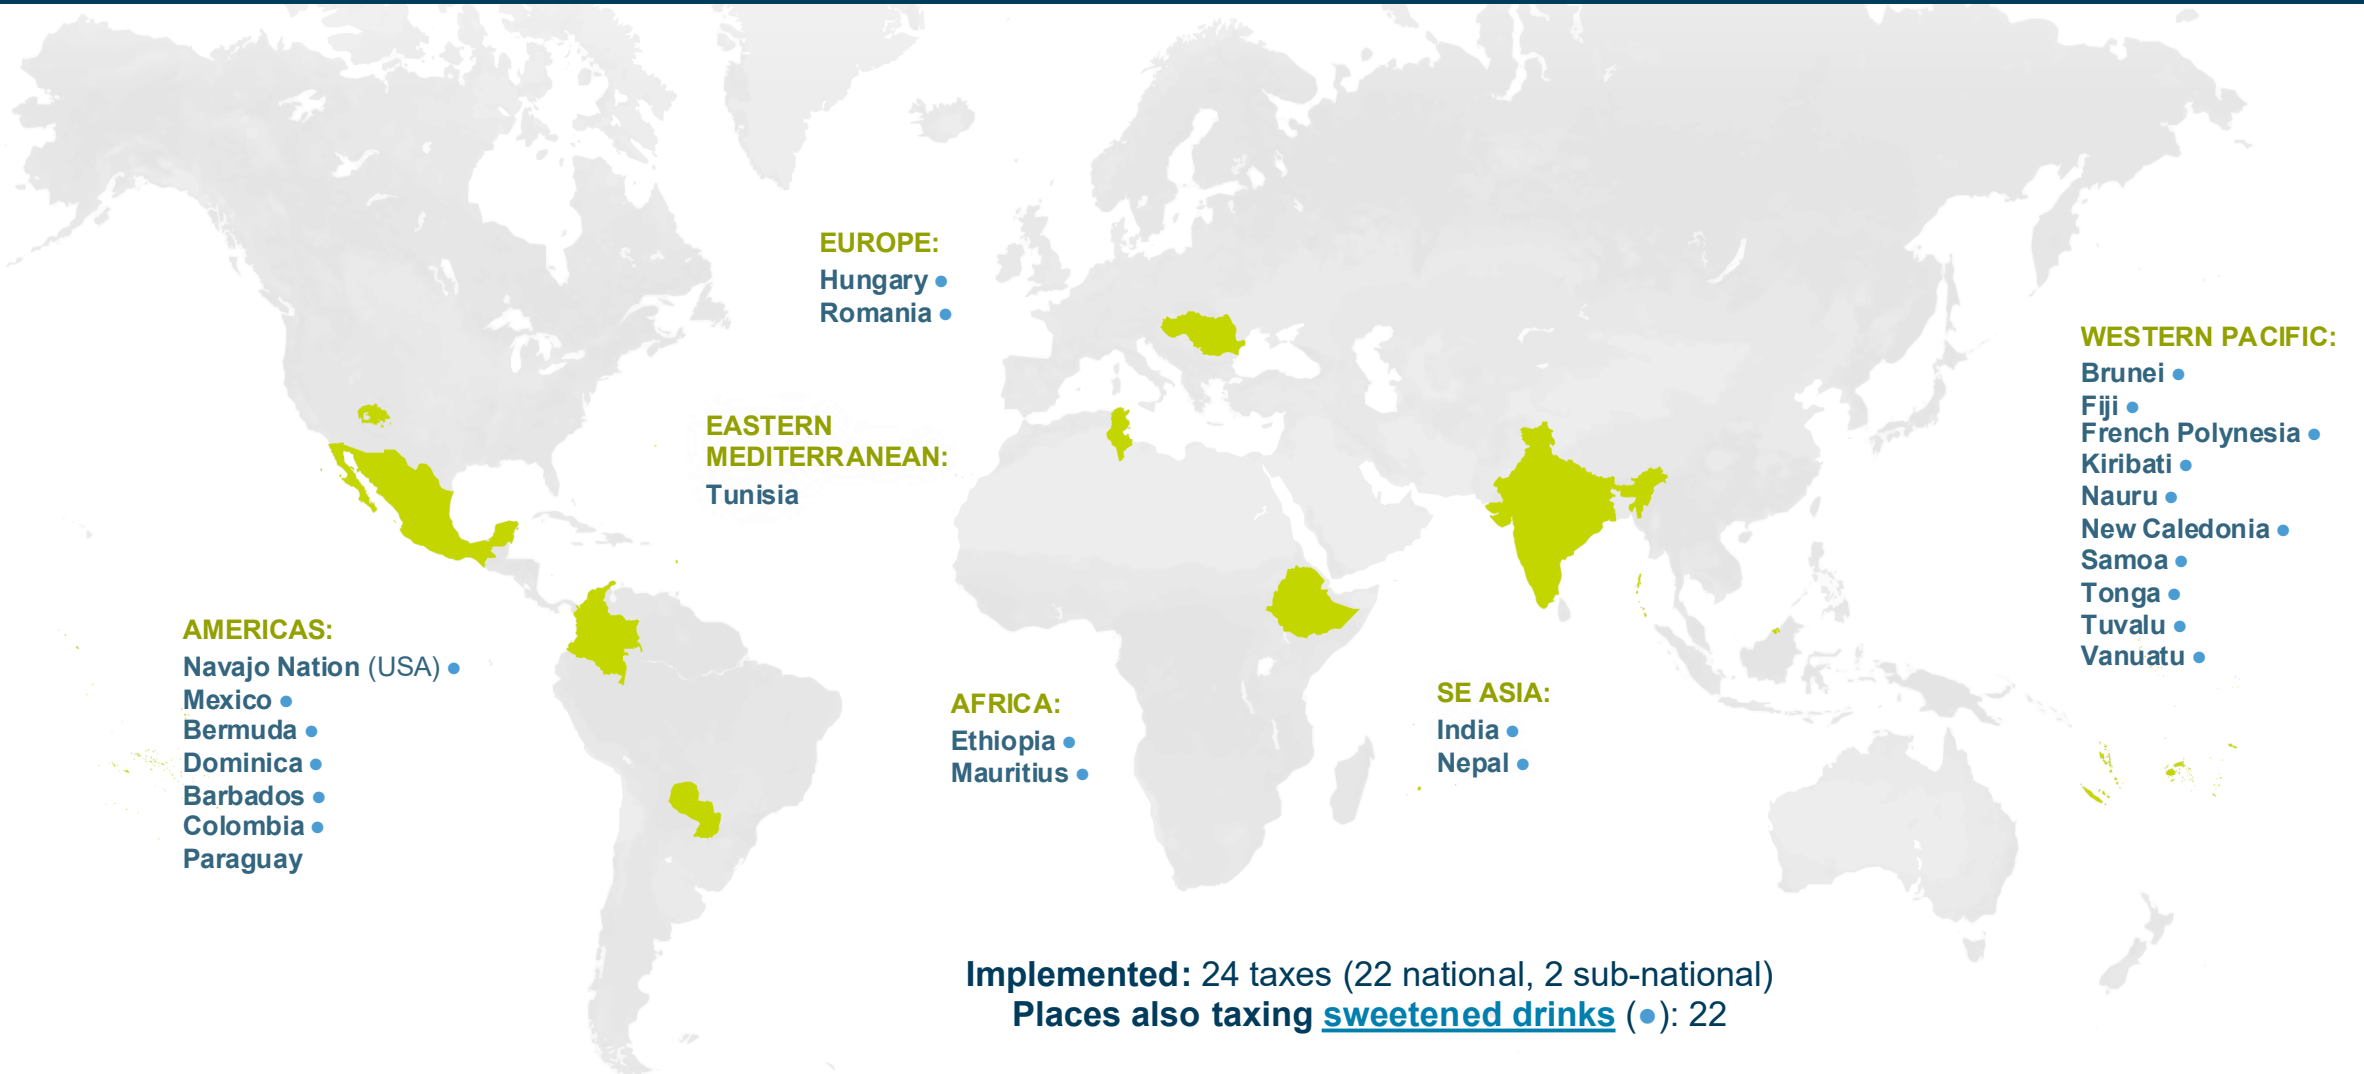 EUROPE:
Hungary ●
Romania ●
EASTERN
MEDITERRANEAN:
Tunisia
AMERICAS:
Navajo Nation (USA) ●
Mexico ●
Bermuda ●
Dominica ●
Barbados ●
Colombia ●
Paraguay
AFRICA:
Ethiopia ●
Mauritius ●
SE ASIA:
India ●
Nepal ●
WESTERN PACIFIC:
Brunei ●
Fiji ●
French Polynesia ●
Kiribati ●
Nauru ●
New Caledonia ●
Samoa ●
Tonga ●
Tuvalu ●
Vanuatu ●
Implemented: 24 taxes (22 national, 2 sub-national)
Places also taxing sweetened drinks (●): 22